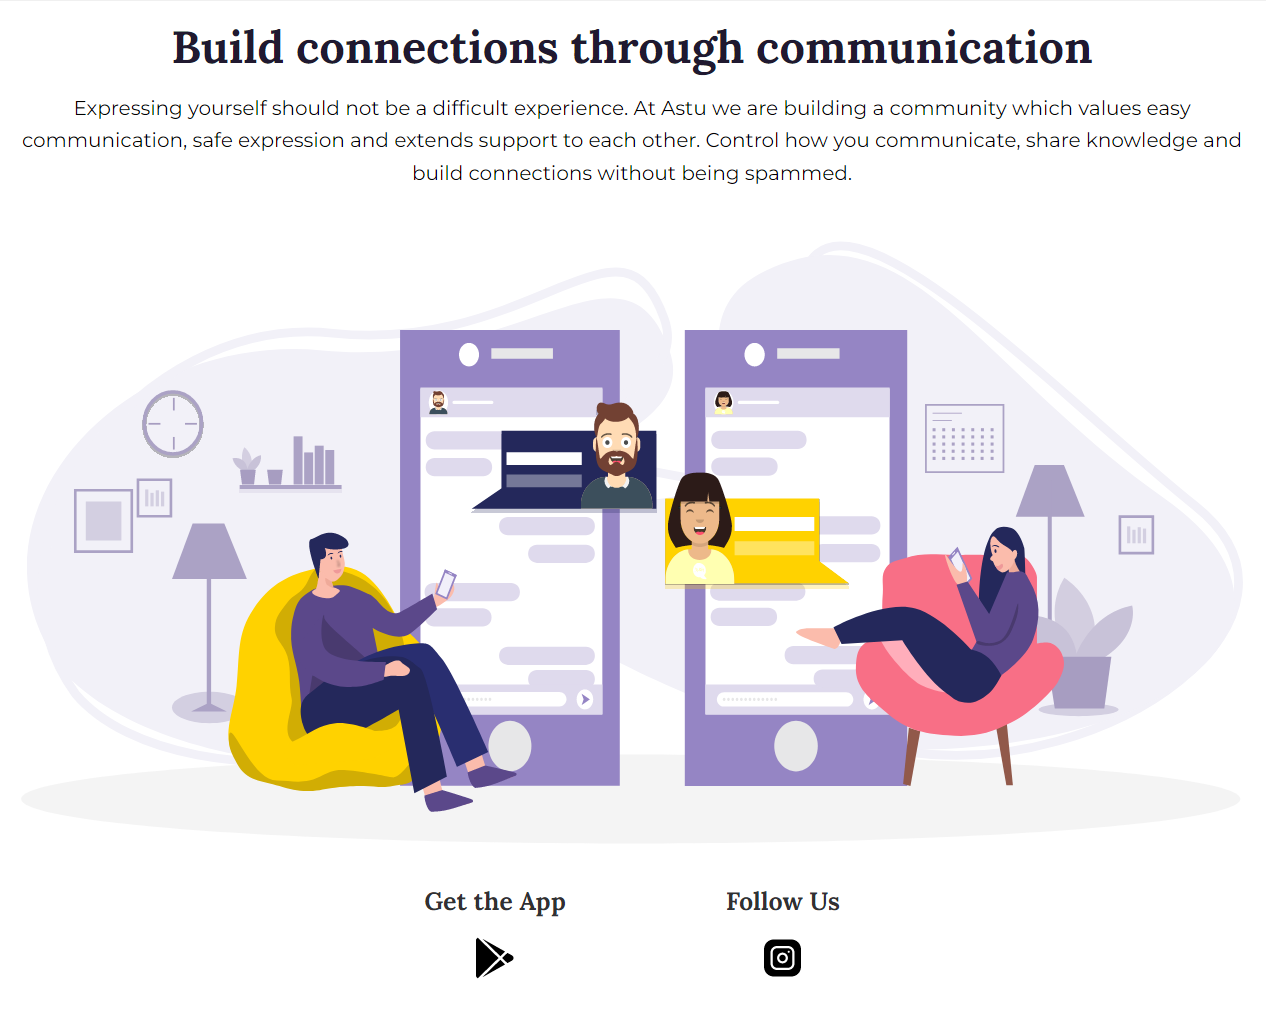 Build connections through communication
Expressing yourself should not be a difficult experience. At Astu we are building a community which values easy
communication, safe expression and extends support to each other. Control how you communicate, share knowledge and
build connections without being spammed.
Get the App
Follow Us